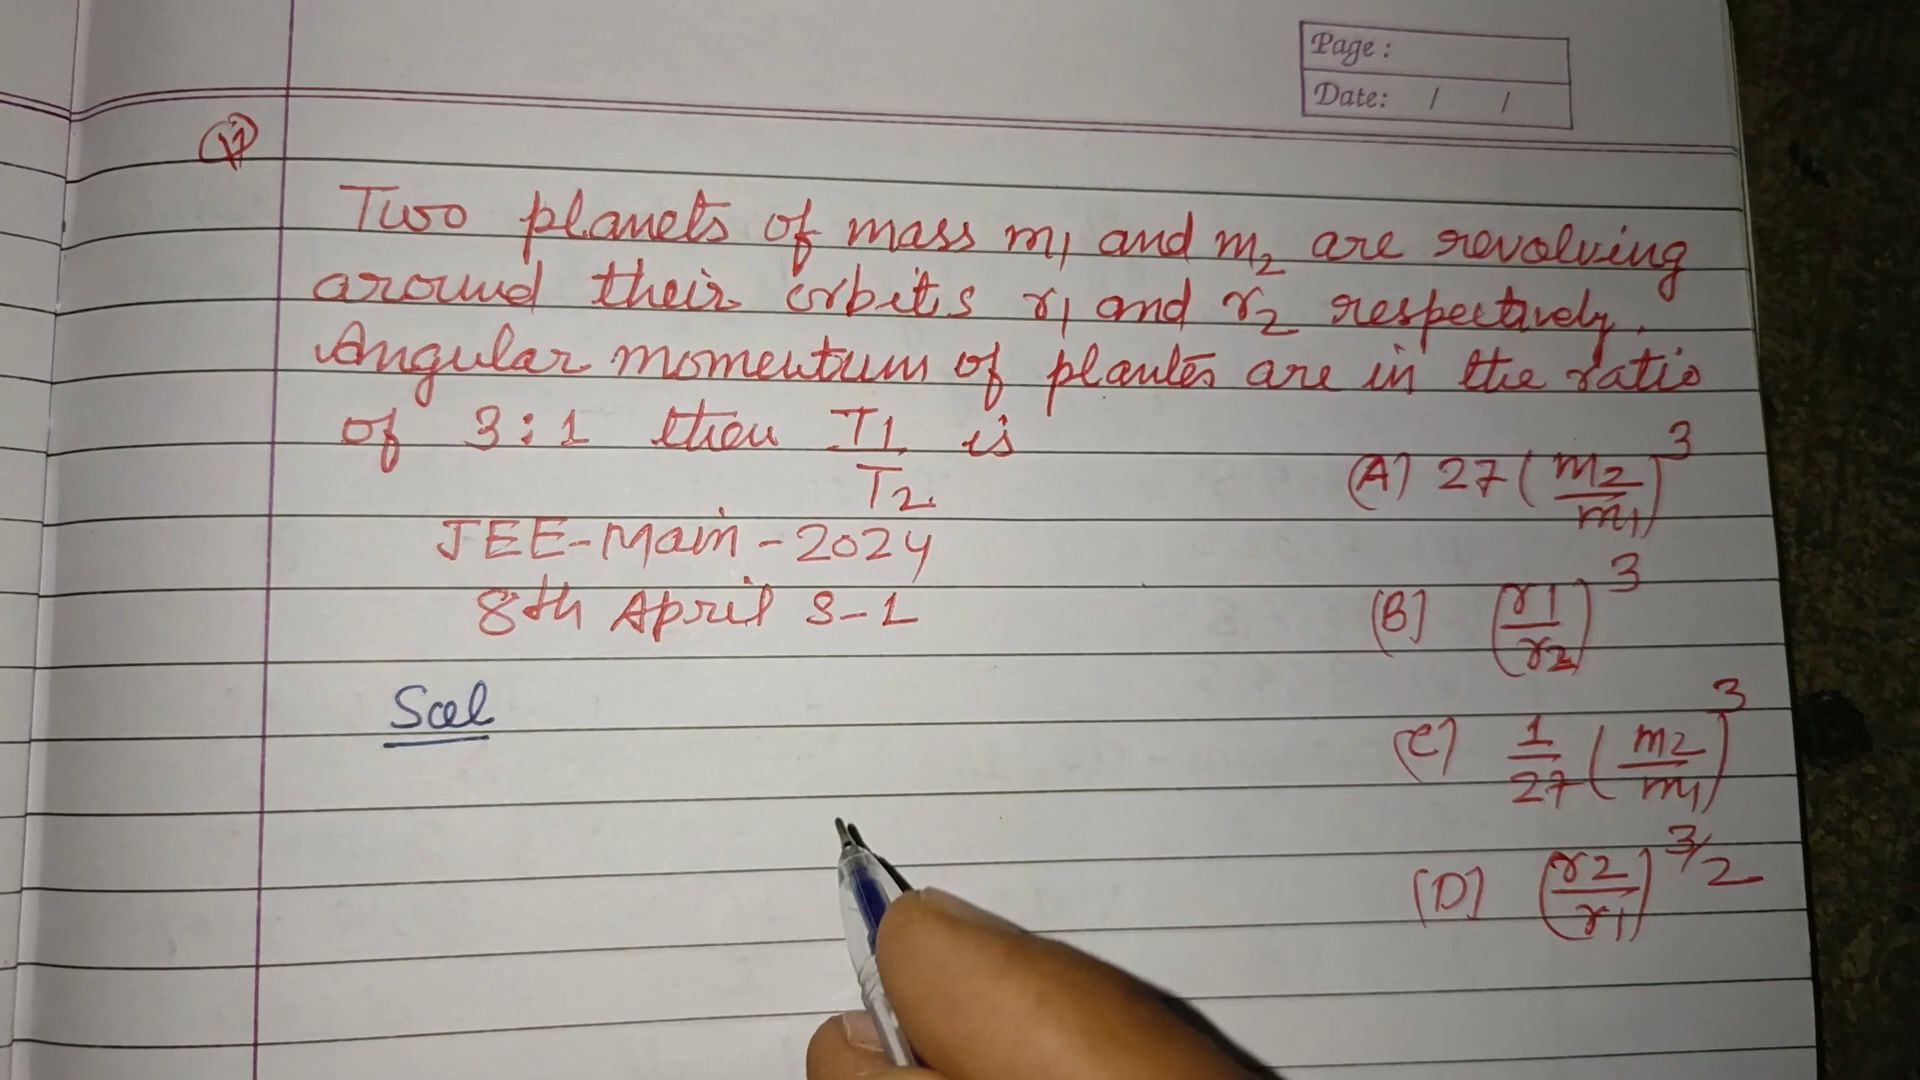 Page :
Date: / /
Q1
Two planets of mass m1 and m2 are revolving
around their orbits r1 and r2 respectively.
Angular momentum of plantes are in the ratio
of 3:1 then T1/T2 is
JEE-Main-2024
8th April S-1
(A) 27(m2/m1)^3
(B) (r1/r2)^3
(C) 1/27(m2/m1)^3
(D) (r2/r1)^3/2
Sol